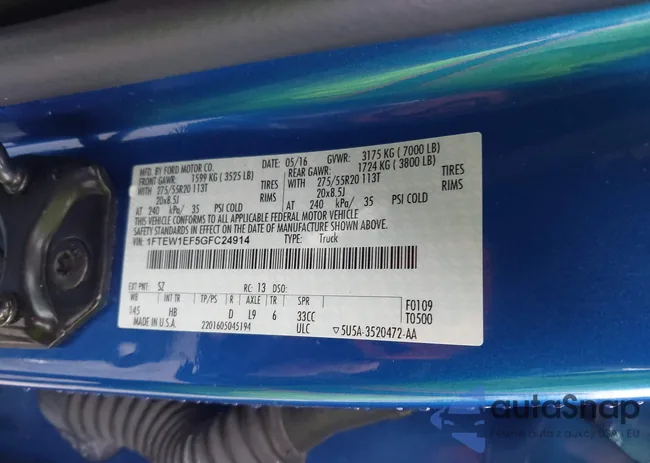 MFD. BY FORD MOTOR CO. DATE: 05/16 GVWR: 3175 KG ( 7000 LB)
FRONT GAWR: 1599 KG ( 3525 LB) REAR GAWR: 1724 KG ( 3800 LB)
WITH 275/55R20 113T TIRES WITH 275/55R20 113T TIRES
20x8.5J RIMS 20x8.5J RIMS
AT 240 kPa/ 35 PSI COLD AT 240 kPa/ 35 PSI COLD
THIS VEHICLE CONFORMS TO ALL APPLICABLE FEDERAL MOTOR VEHICLE
SAFETY STANDARDS IN EFFECT ON THE DATE OF MANUFACTURE SHOWN ABOVE.
VIN: 1FTEW1EF5GFC24914 TYPE: Truck
EXT PNT: SZ RC: 13 DSO:
WB INT TR TP/PS R AXLE TR SPR F0109
145 HB D L9 6 33CC T0500
MADE IN U.S.A. 2201605045194 ULC ▽5U5A-3520472-AA
autoSnap